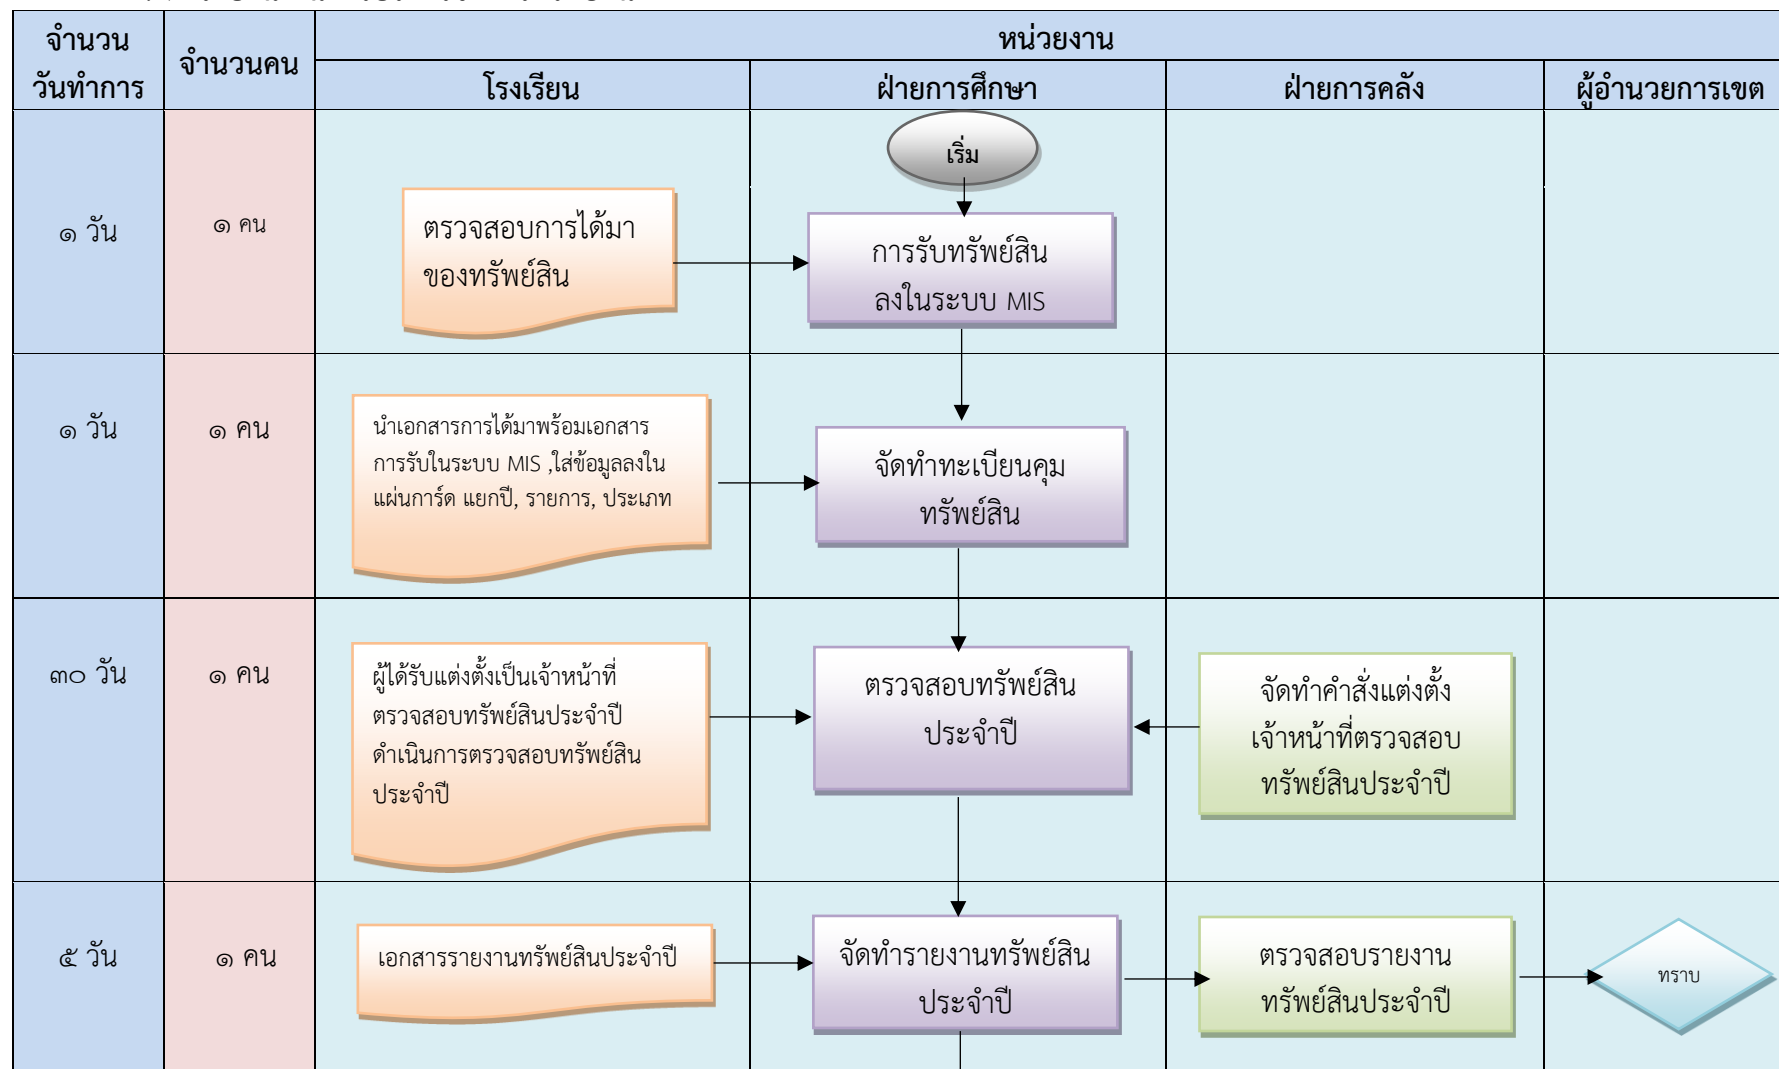 จำนวน
วันทำการ
จำนวนคน
หน่วยงาน
โรงเรียน
ฝ่ายการศึกษา
ฝ่ายการคลัง
ผู้อำนวยการเขต
๑ วัน
๑ คน
ตรวจสอบการได้มา
ของทรัพย์สิน
เริ่ม
การรับทรัพย์สิน
ลงในระบบ MIS
๑ วัน
๑ คน
นำเอกสารการได้มาพร้อมเอกสาร
การรับในระบบ MIS ,ใส่ข้อมูลลงใน
แผ่นการ์ด แยกปี, รายการ, ประเภท
จัดทำทะเบียนคุม
ทรัพย์สิน
๓๐ วัน
๑ คน
ผู้ได้รับแต่งตั้งเป็นเจ้าหน้าที่
ตรวจสอบทรัพย์สินประจำปี
ดำเนินการตรวจสอบทรัพย์สิน
ประจำปี
ตรวจสอบทรัพย์สิน
ประจำปี
จัดทำคำสั่งแต่งตั้ง
เจ้าหน้าที่ตรวจสอบ
ทรัพย์สินประจำปี
๕ วัน
๑ คน
เอกสารรายงานทรัพย์สินประจำปี
จัดทำรายงานทรัพย์สิน
ประจำปี
ตรวจสอบรายงาน
ทรัพย์สินประจำปี
ทราบ